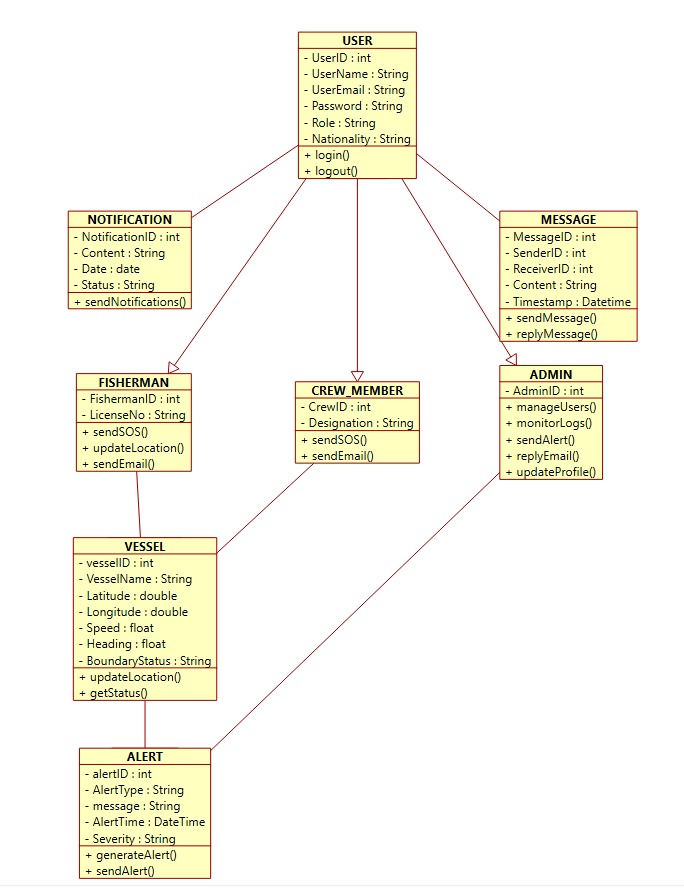 USER
- UserID : int
- UserName : String
- UserEmail : String
- Password : String
- Role : String
- Nationality : String
+ login()
+ logout()
NOTIFICATION
- NotificationID : int
- Content : String
- Date : date
- Status : String
+ sendNotifications()
MESSAGE
- MessageID : int
- SenderID : int
- ReceiverID : int
- Content : String
- Timestamp : Datetime
+ sendMessage()
+ replyMessage()
FISHERMAN
- FishermanID : int
- LicenseNo : String
+ sendSOS()
+ updateLocation()
+ sendEmail()
CREW_MEMBER
- CrewID : int
- Designation : String
+ sendSOS()
+ sendEmail()
ADMIN
- AdminID : int
+ manageUsers()
+ monitorLogs()
+ sendAlert()
+ replyEmail()
+ updateProfile()
VESSEL
- vesselID : int
- VesselName : String
- Latitude : double
- Longitude : double
- Speed : float
- Heading : float
- BoundaryStatus : String
+ updateLocation()
+ getStatus()
ALERT
- alertID : int
- AlertType : String
- message : String
- AlertTime : DateTime
- Severity : String
+ generateAlert()
+ sendAlert()